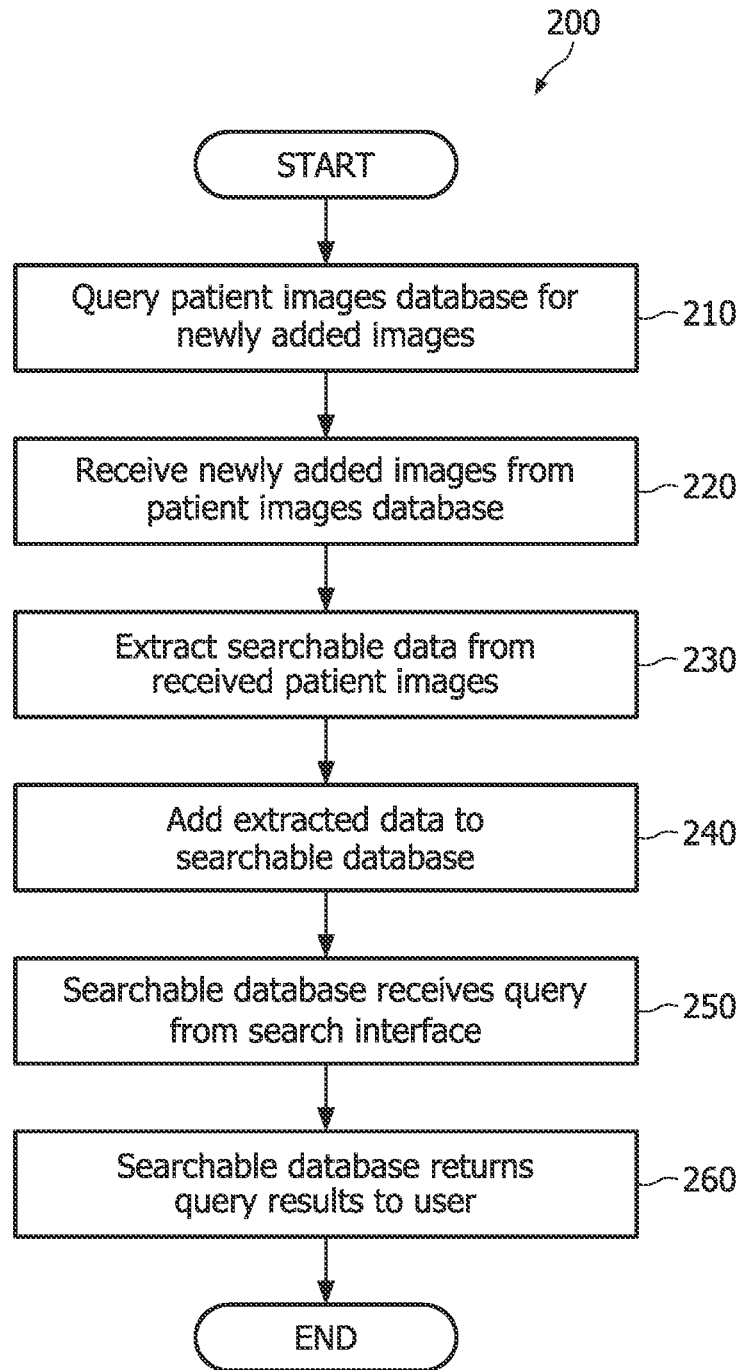 200
START
Query patient images database for
newly added images
210
Receive newly added images from
patient images database
220
Extract searchable data from
received patient images
230
Add extracted data to
searchable database
240
Searchable database receives query
from search interface
250
Searchable database returns
query results to user
260
END